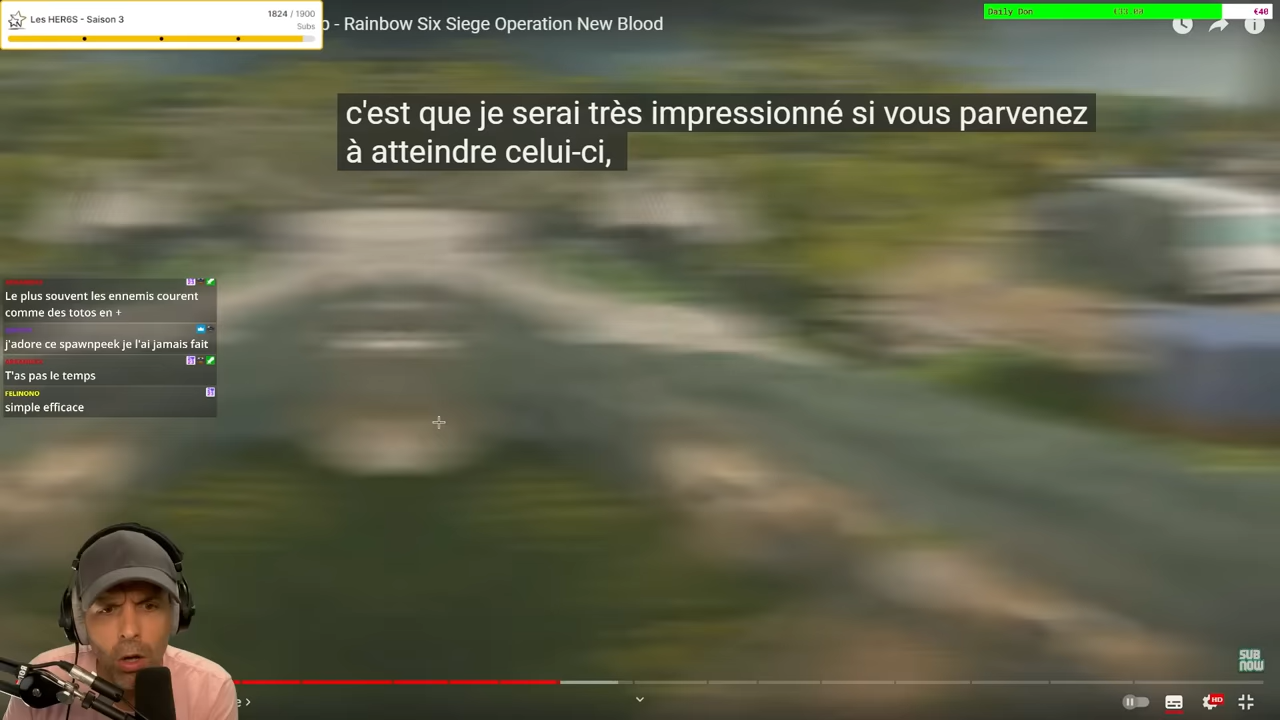 Les HER6S - Saison 3
1824 / 1900
Subs
- Rainbow Six Siege Operation New Blood
Daily Don
€40
c'est que je serai très impressionné si vous parvenez
à atteindre celui-ci,
Le plus souvent les ennemis courent
comme des totos en +
j'adore ce spawnpeek je l'ai jamais fait
T'as pas le temps
FELINONO
simple efficace
SUB
NOW
HD